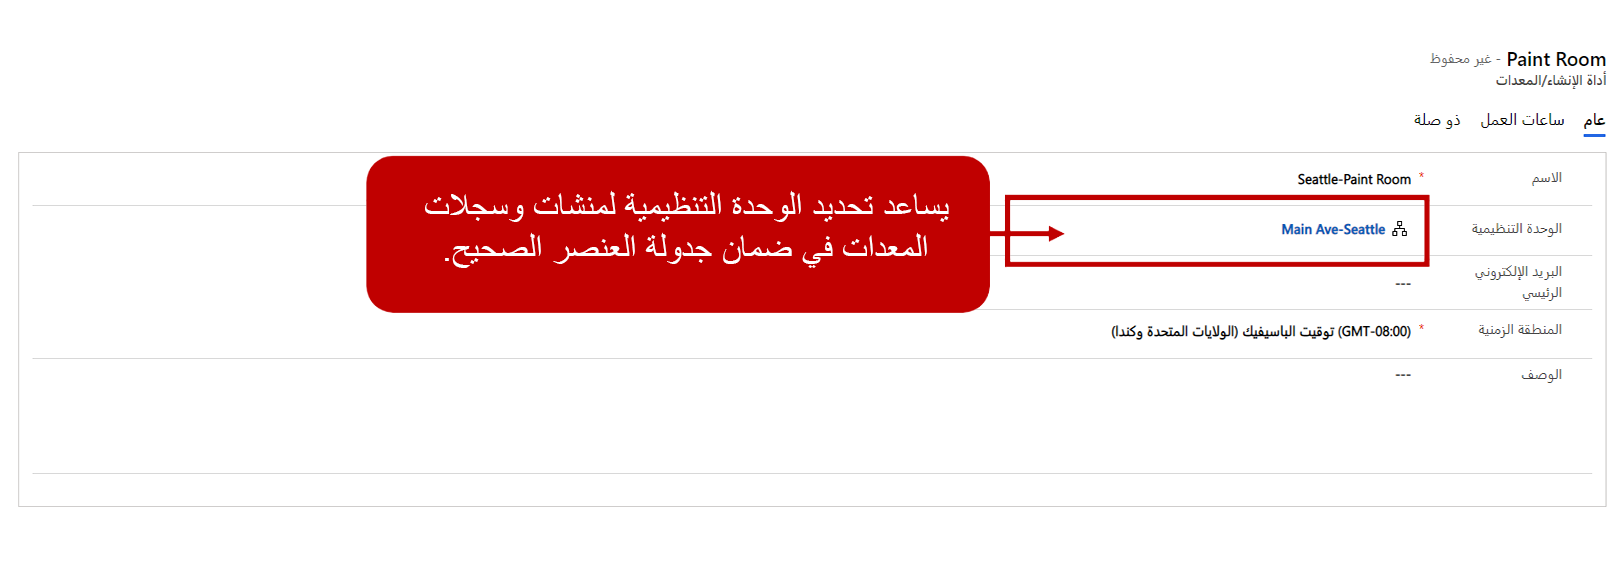 Paint Room - غير محفوظ
أداة الإنشاء/المعدات
عام ساعات العمل ذو صلة
الاسم * Seattle-Paint Room
الوحدة التنظيمية Main Ave-Seattle
البريد الإلكتروني
الرئيسي ---
المنطقة الزمنية * (GMT-08:00) توقيت الباسيفيك (الولايات المتحدة وكندا)
الوصف ---
يساعد تحديد الوحدة التنظيمية لمنشات وسجلات
المعدات في ضمان جدولة العنصر الصحيح.